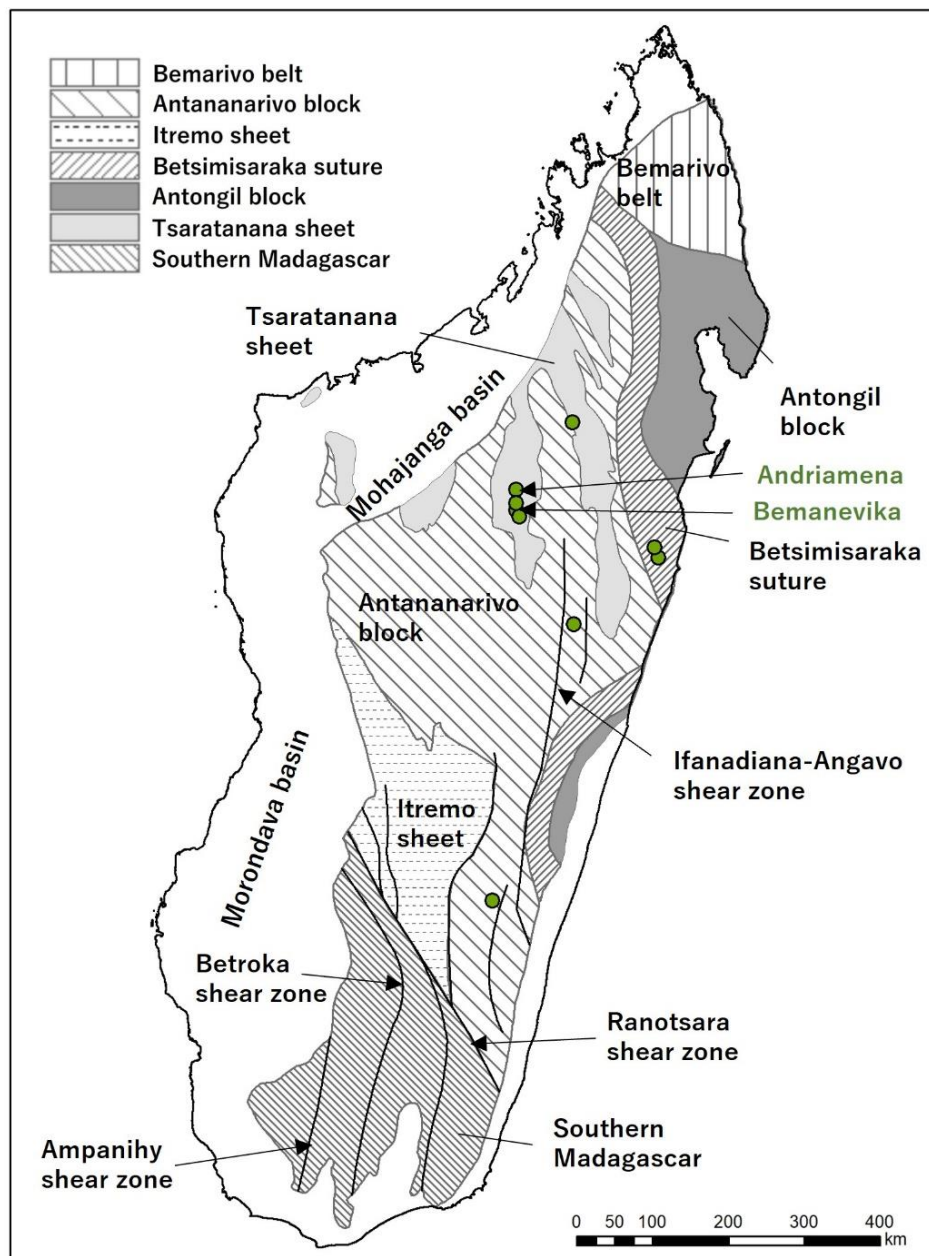 Bemarivo belt
Antananarivo block
Itremo sheet
Betsimisaraka suture
Antongil block
Tsaratanana sheet
Southern Madagascar
Bemarivo
belt
Tsaratanana
sheet
Mohajanga basin
Antongil
block
Andriamena
Bemanevika
Betsimisaraka
suture
Antananarivo
block
Ifanadiana-Angavo
shear zone
Itremo
sheet
Morondava basin
Betroka
shear zone
Ranotsara
shear zone
Southern
Madagascar
Ampanihy
shear zone
0 50 100 200 300 400
km